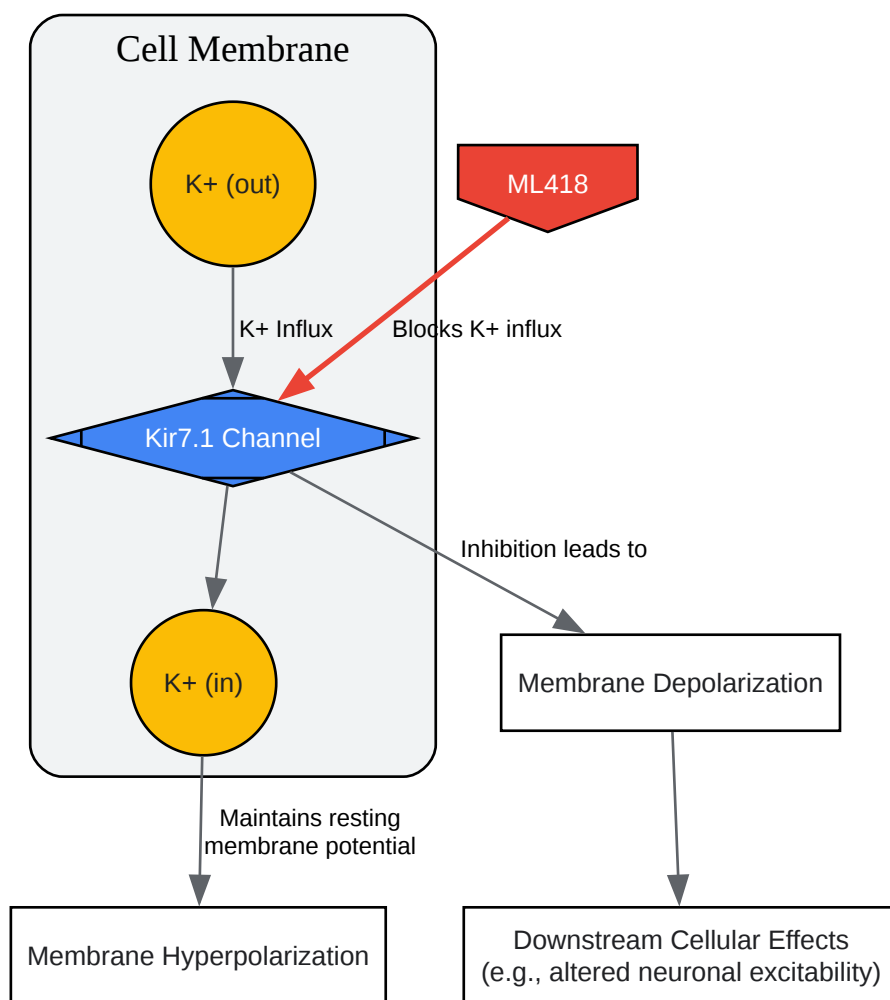 Cell Membrane
K+ (out)
ML418
K+ Influx
Blocks K+ influx
Kir7.1 Channel
Inhibition leads to
K+ (in)
Membrane Depolarization
Maintains resting
membrane potential
Membrane Hyperpolarization
Downstream Cellular Effects
(e.g., altered neuronal excitability)